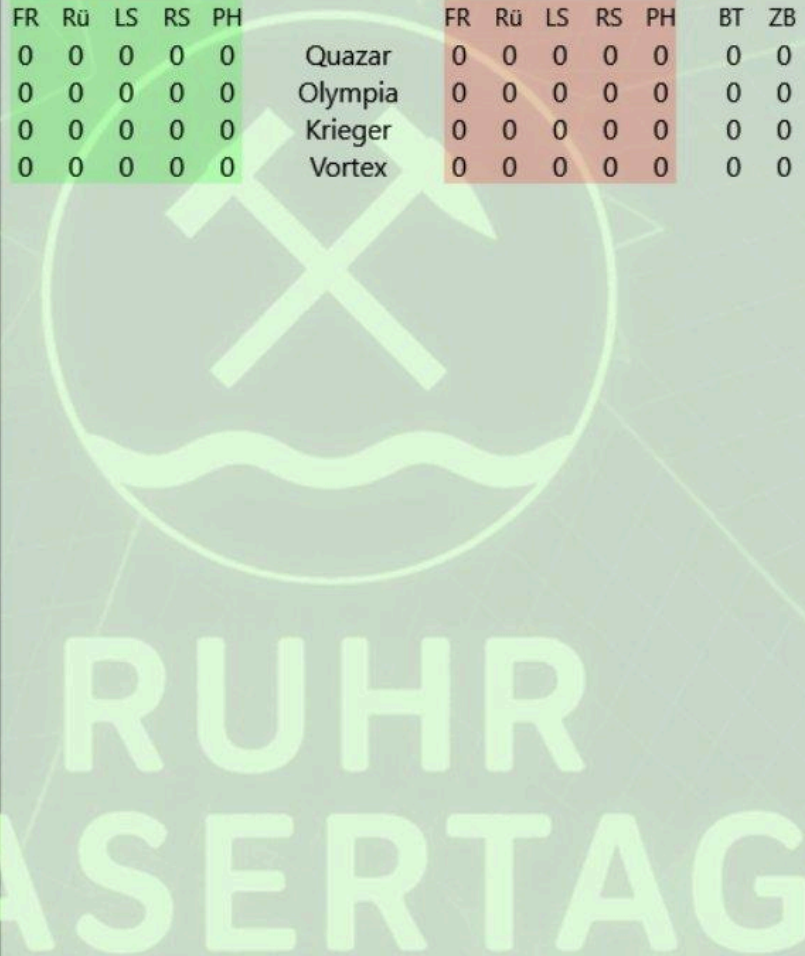 FR Rü LS RS PH FR Rü LS RS PH BT ZB
0 0 0 0 0 Quazar 0 0 0 0 0 0 0
0 0 0 0 0 Olympia 0 0 0 0 0 0 0
0 0 0 0 0 Krieger 0 0 0 0 0 0 0
0 0 0 0 0 Vortex 0 0 0 0 0 0 0
RUHR
ASERTAG